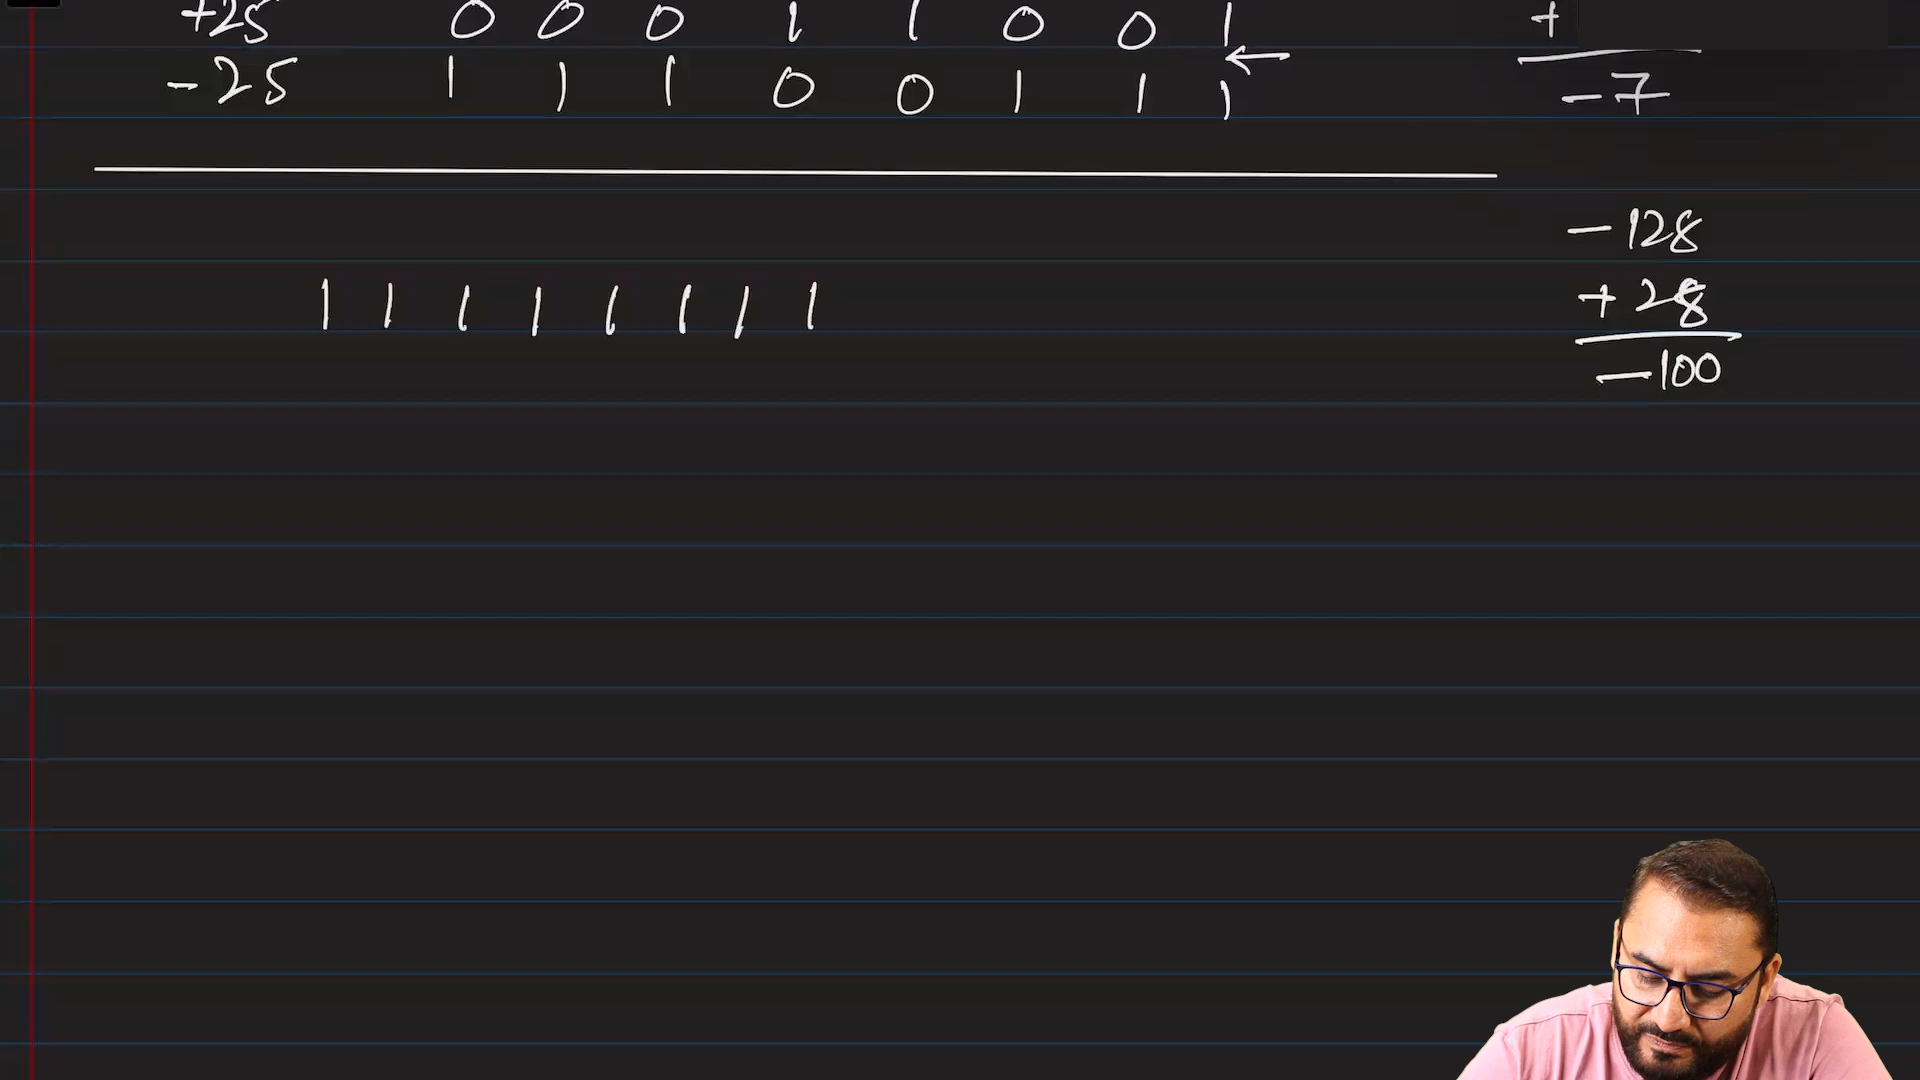 +25 0 0 0 1 1 0 0 1 +
-25 1 1 1 0 0 1 1 1 ← -7
-128
1 1 1 1 1 1 1 1 +28
-100